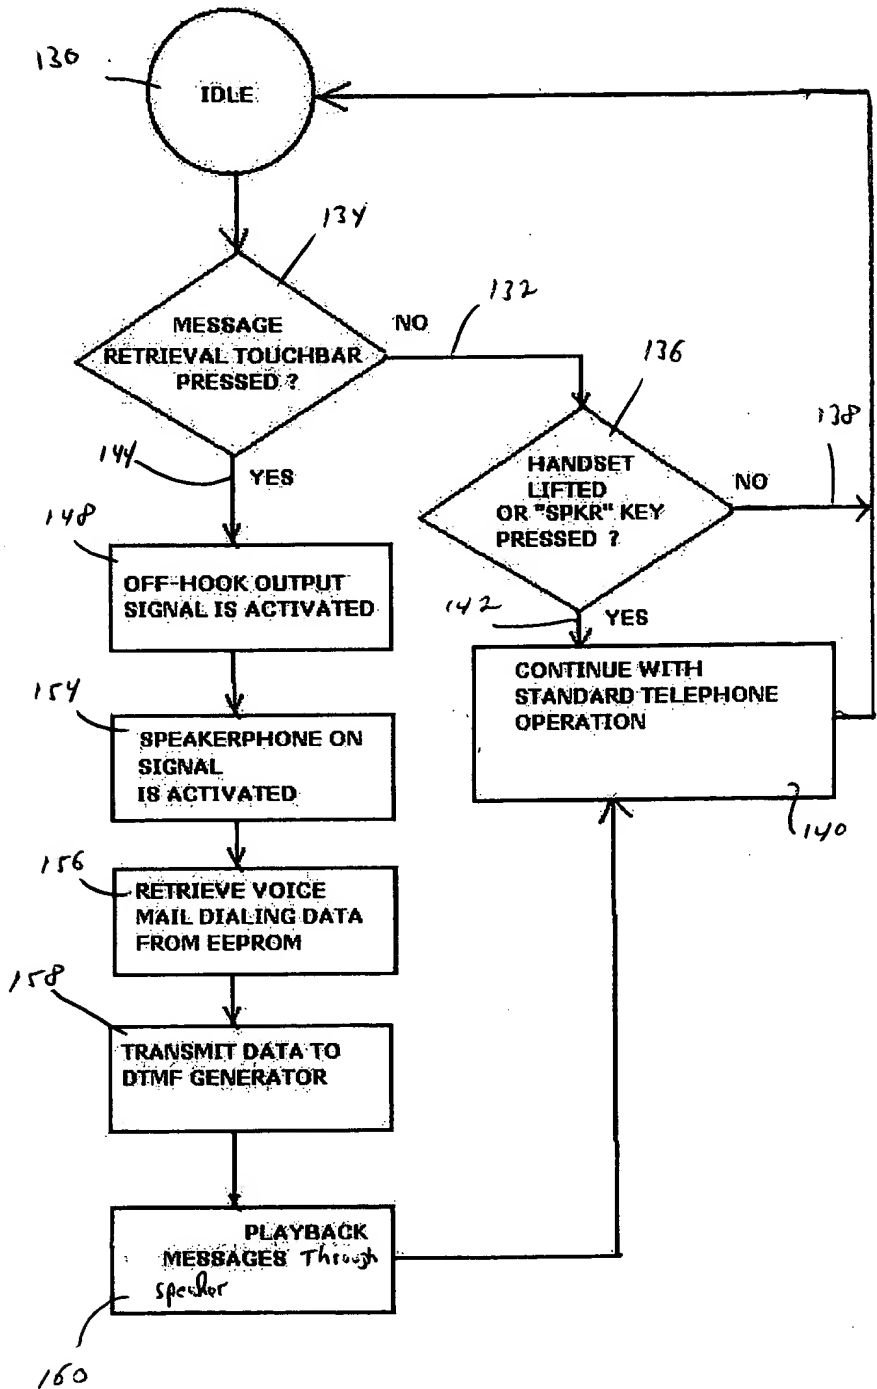 130
IDLE
134
MESSAGE
RETRIEVAL TOUCHBAR
PRESSED ?
NO
132
136
HANDSET
LIFTED
OR "SPKR" KEY
PRESSED ?
NO
138
144
YES
142
YES
148
OFF-HOOK OUTPUT
SIGNAL IS ACTIVATED
CONTINUE WITH
STANDARD TELEPHONE
OPERATION
140
154
SPEAKERPHONE ON
SIGNAL
IS ACTIVATED
156
RETRIEVE VOICE
MAIL DIALING DATA
FROM EEPROM
158
TRANSMIT DATA TO
DTMF GENERATOR
PLAYBACK
MESSAGES Through
speaker
160